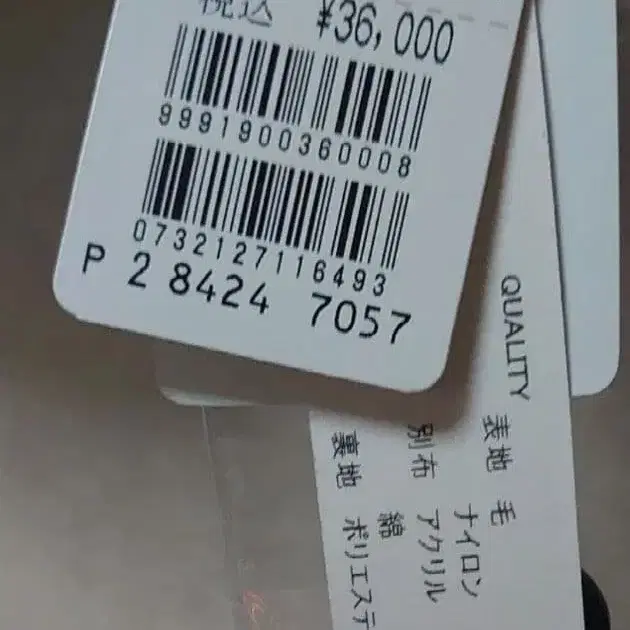 税込 ¥36,000
9991900360008
0732127116493
P 2 8424 7057
QUALITY
表地 毛
ナイロン
別布 アクリル
綿
裏地 ポリエステ